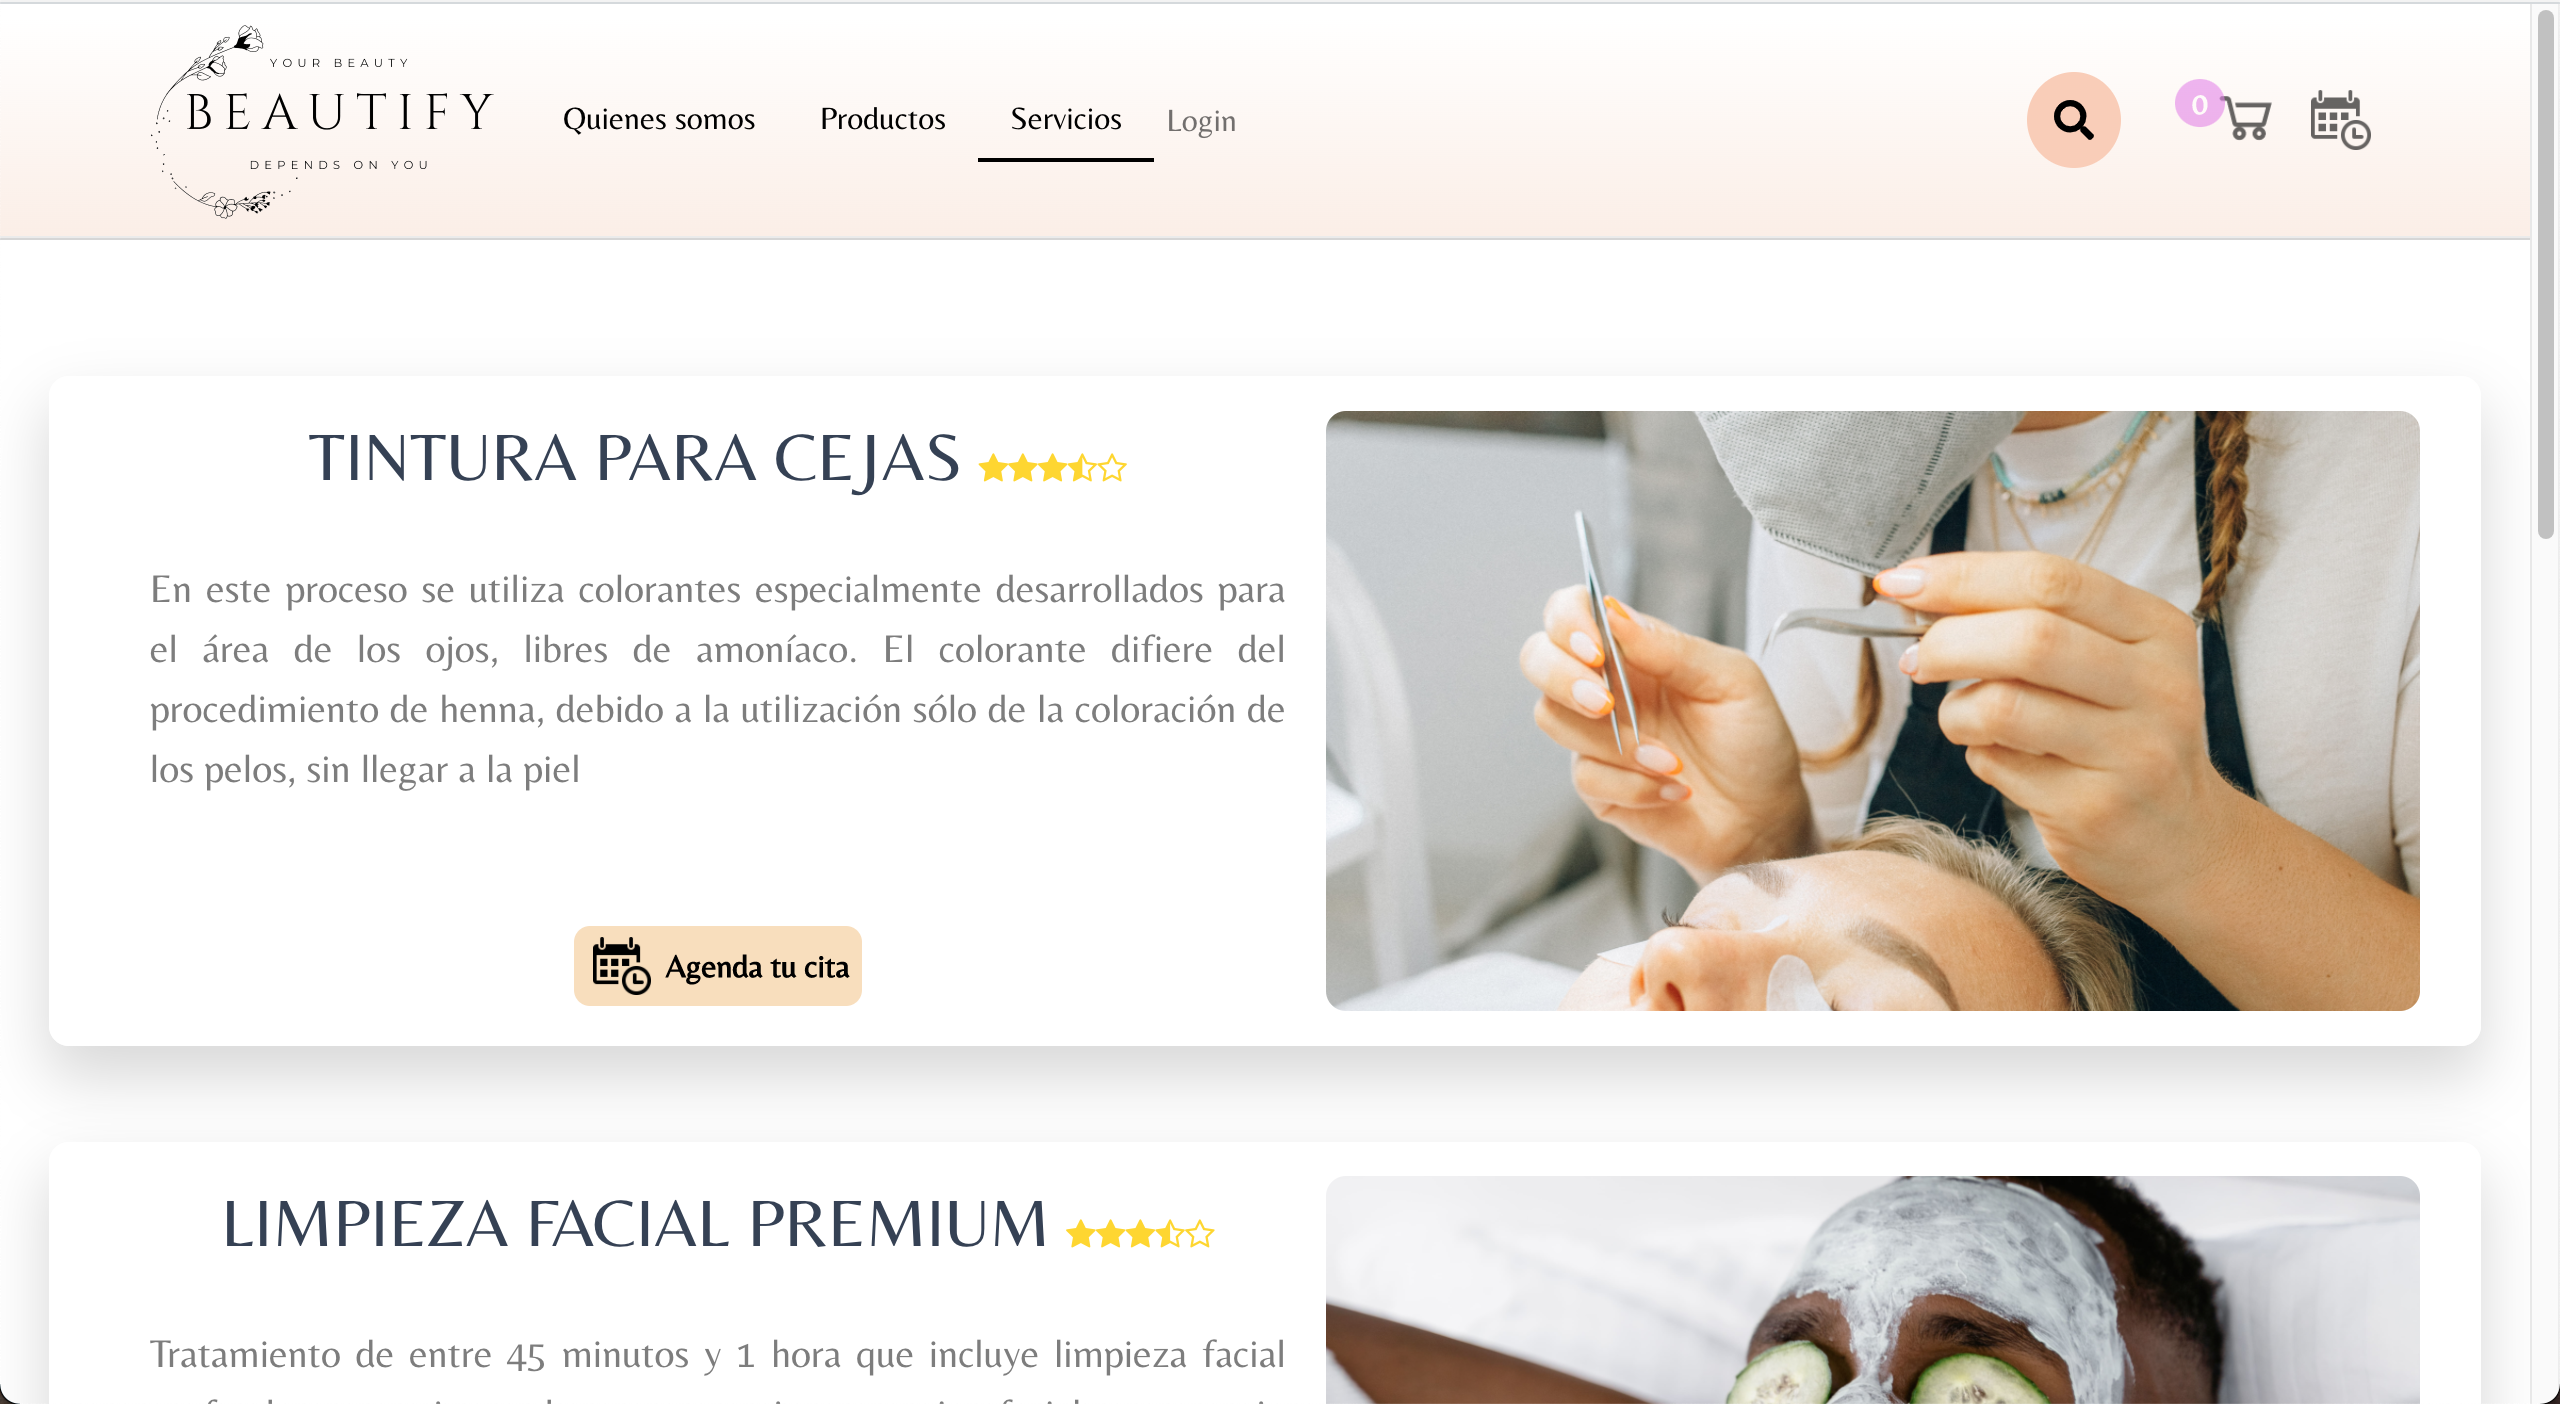 YOUR BEAUTY
BEAUTIFY
DEPENDS ON YOU
Quienes somos
Productos
Servicios
Login
0
TINTURA PARA CEJAS
En este proceso se utiliza colorantes especialmente desarrollados para
el área de los ojos, libres de amoníaco. El colorante difiere del
procedimiento de henna, debido a la utilización sólo de la coloración de
los pelos, sin llegar a la piel
Agenda tu cita
LIMPIEZA FACIAL PREMIUM
Tratamiento de entre 45 minutos y 1 hora que incluye limpieza facial